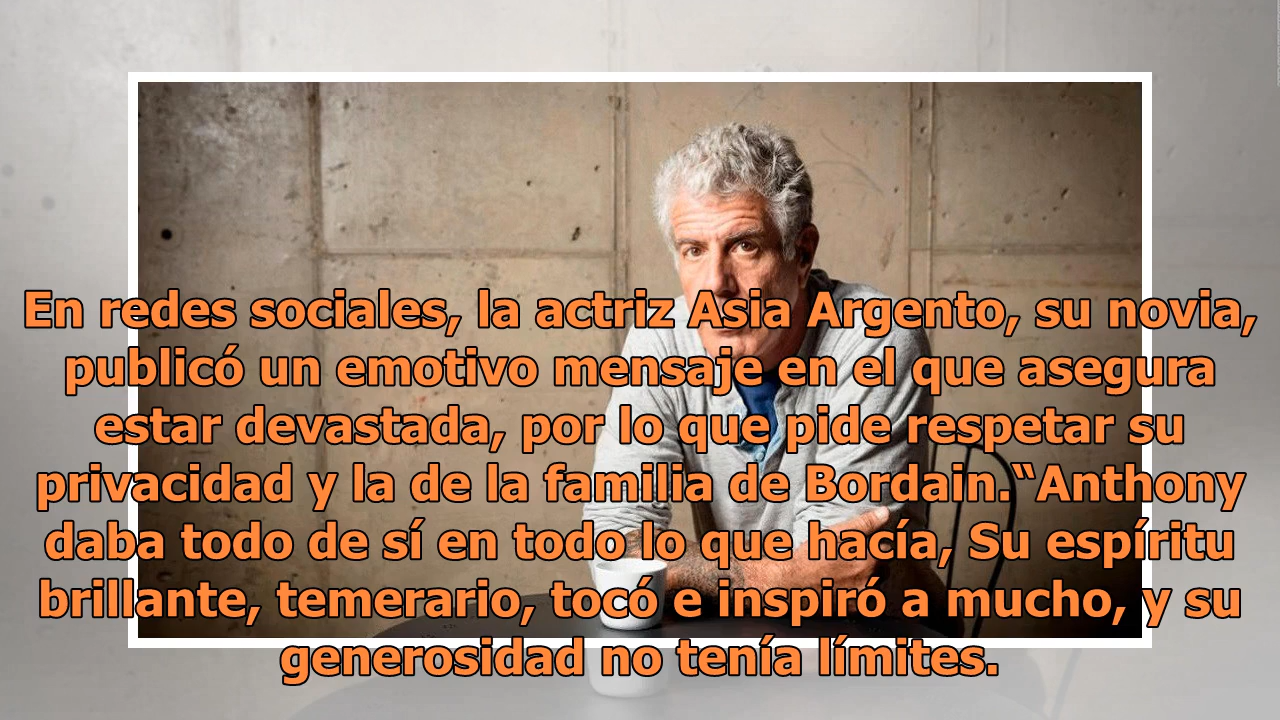 En redes sociales, la actriz Asia Argento, su novia,
publicó un emotivo mensaje en el que asegura
estar devastada, por lo que pide respetar su
privacidad y la de la familia de Bordain.“Anthony
daba todo de sí en todo lo que hacía, Su espíritu
brillante, temerario, tocó e inspiró a mucho, y su
generosidad no tenía límites.